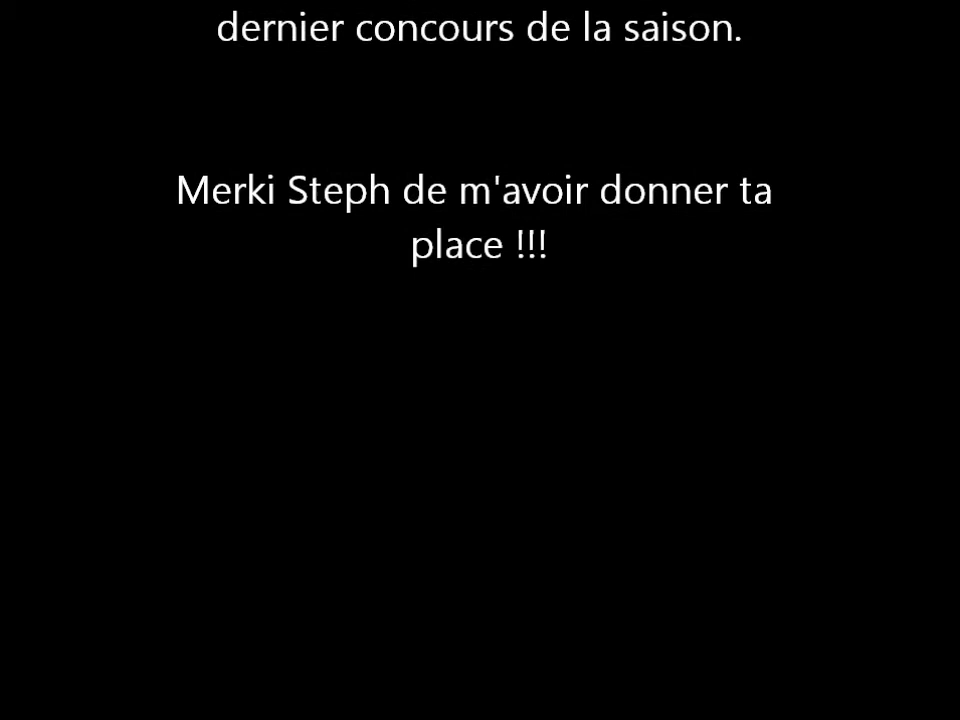 dernier concours de la saison.
Merki Steph de m'avoir donner ta
place !!!